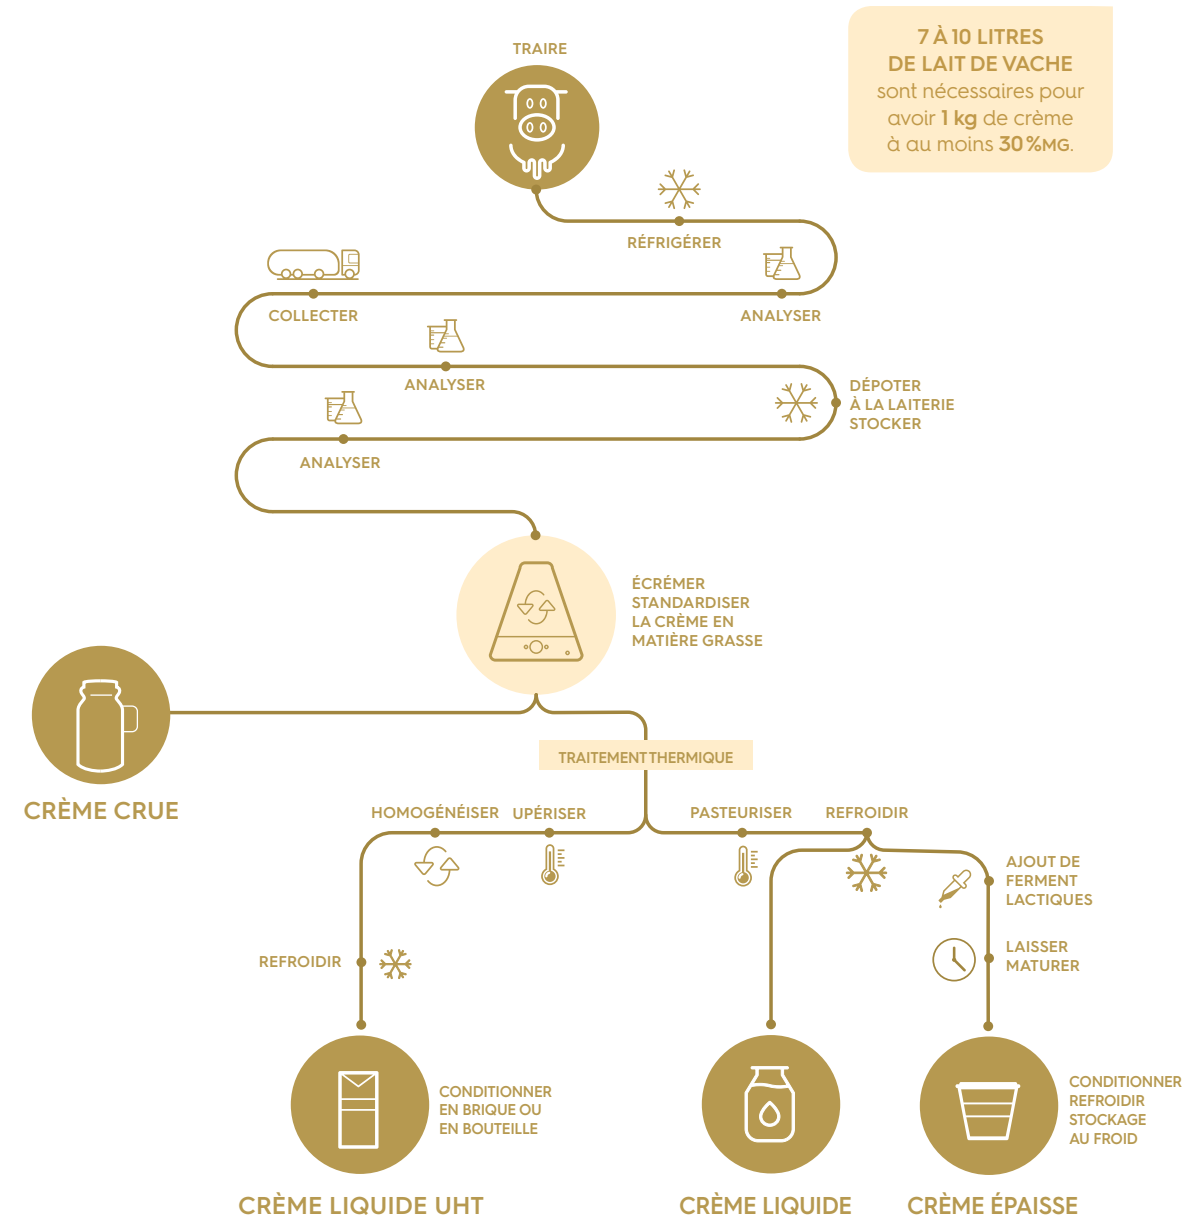 TRAIRE
7 À 10 LITRES
DE LAIT DE VACHE
sont nécessaires pour
avoir 1 kg de crème
à au moins 30 %MG.
RÉFRIGÉRER
COLLECTER
ANALYSER
ANALYSER
DÉPOTER
À LA LAITERIE
STOCKER
ANALYSER
ÉCRÉMER
STANDARDISER
LA CRÈME EN
MATIÈRE GRASSE
CRÈME CRUE
TRAITEMENT THERMIQUE
HOMOGÉNÉISER
UPÉRISER
PASTEURISER
REFROIDIR
AJOUT DE
FERMENT
LACTIQUES
LAISSER
MATURER
REFROIDIR
CONDITIONNER
EN BRIQUE OU
EN BOUTEILLE
CONDITIONNER
REFROIDIR
STOCKAGE
AU FROID
CRÈME LIQUIDE UHT
CRÈME LIQUIDE
CRÈME ÉPAISSE